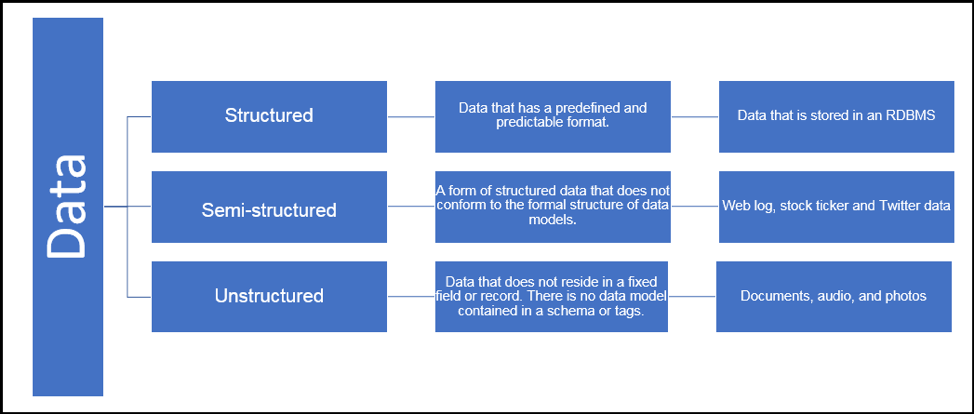 Data
Structured
Data that has a predefined and
predictable format.
Data that is stored in an RDBMS
Semi-structured
A form of structured data that does not
conform to the formal structure of data
models.
Web log, stock ticker and Twitter data
Unstructured
Data that does not reside in a fixed
field or record. There is no data model
contained in a schema or tags.
Documents, audio, and photos